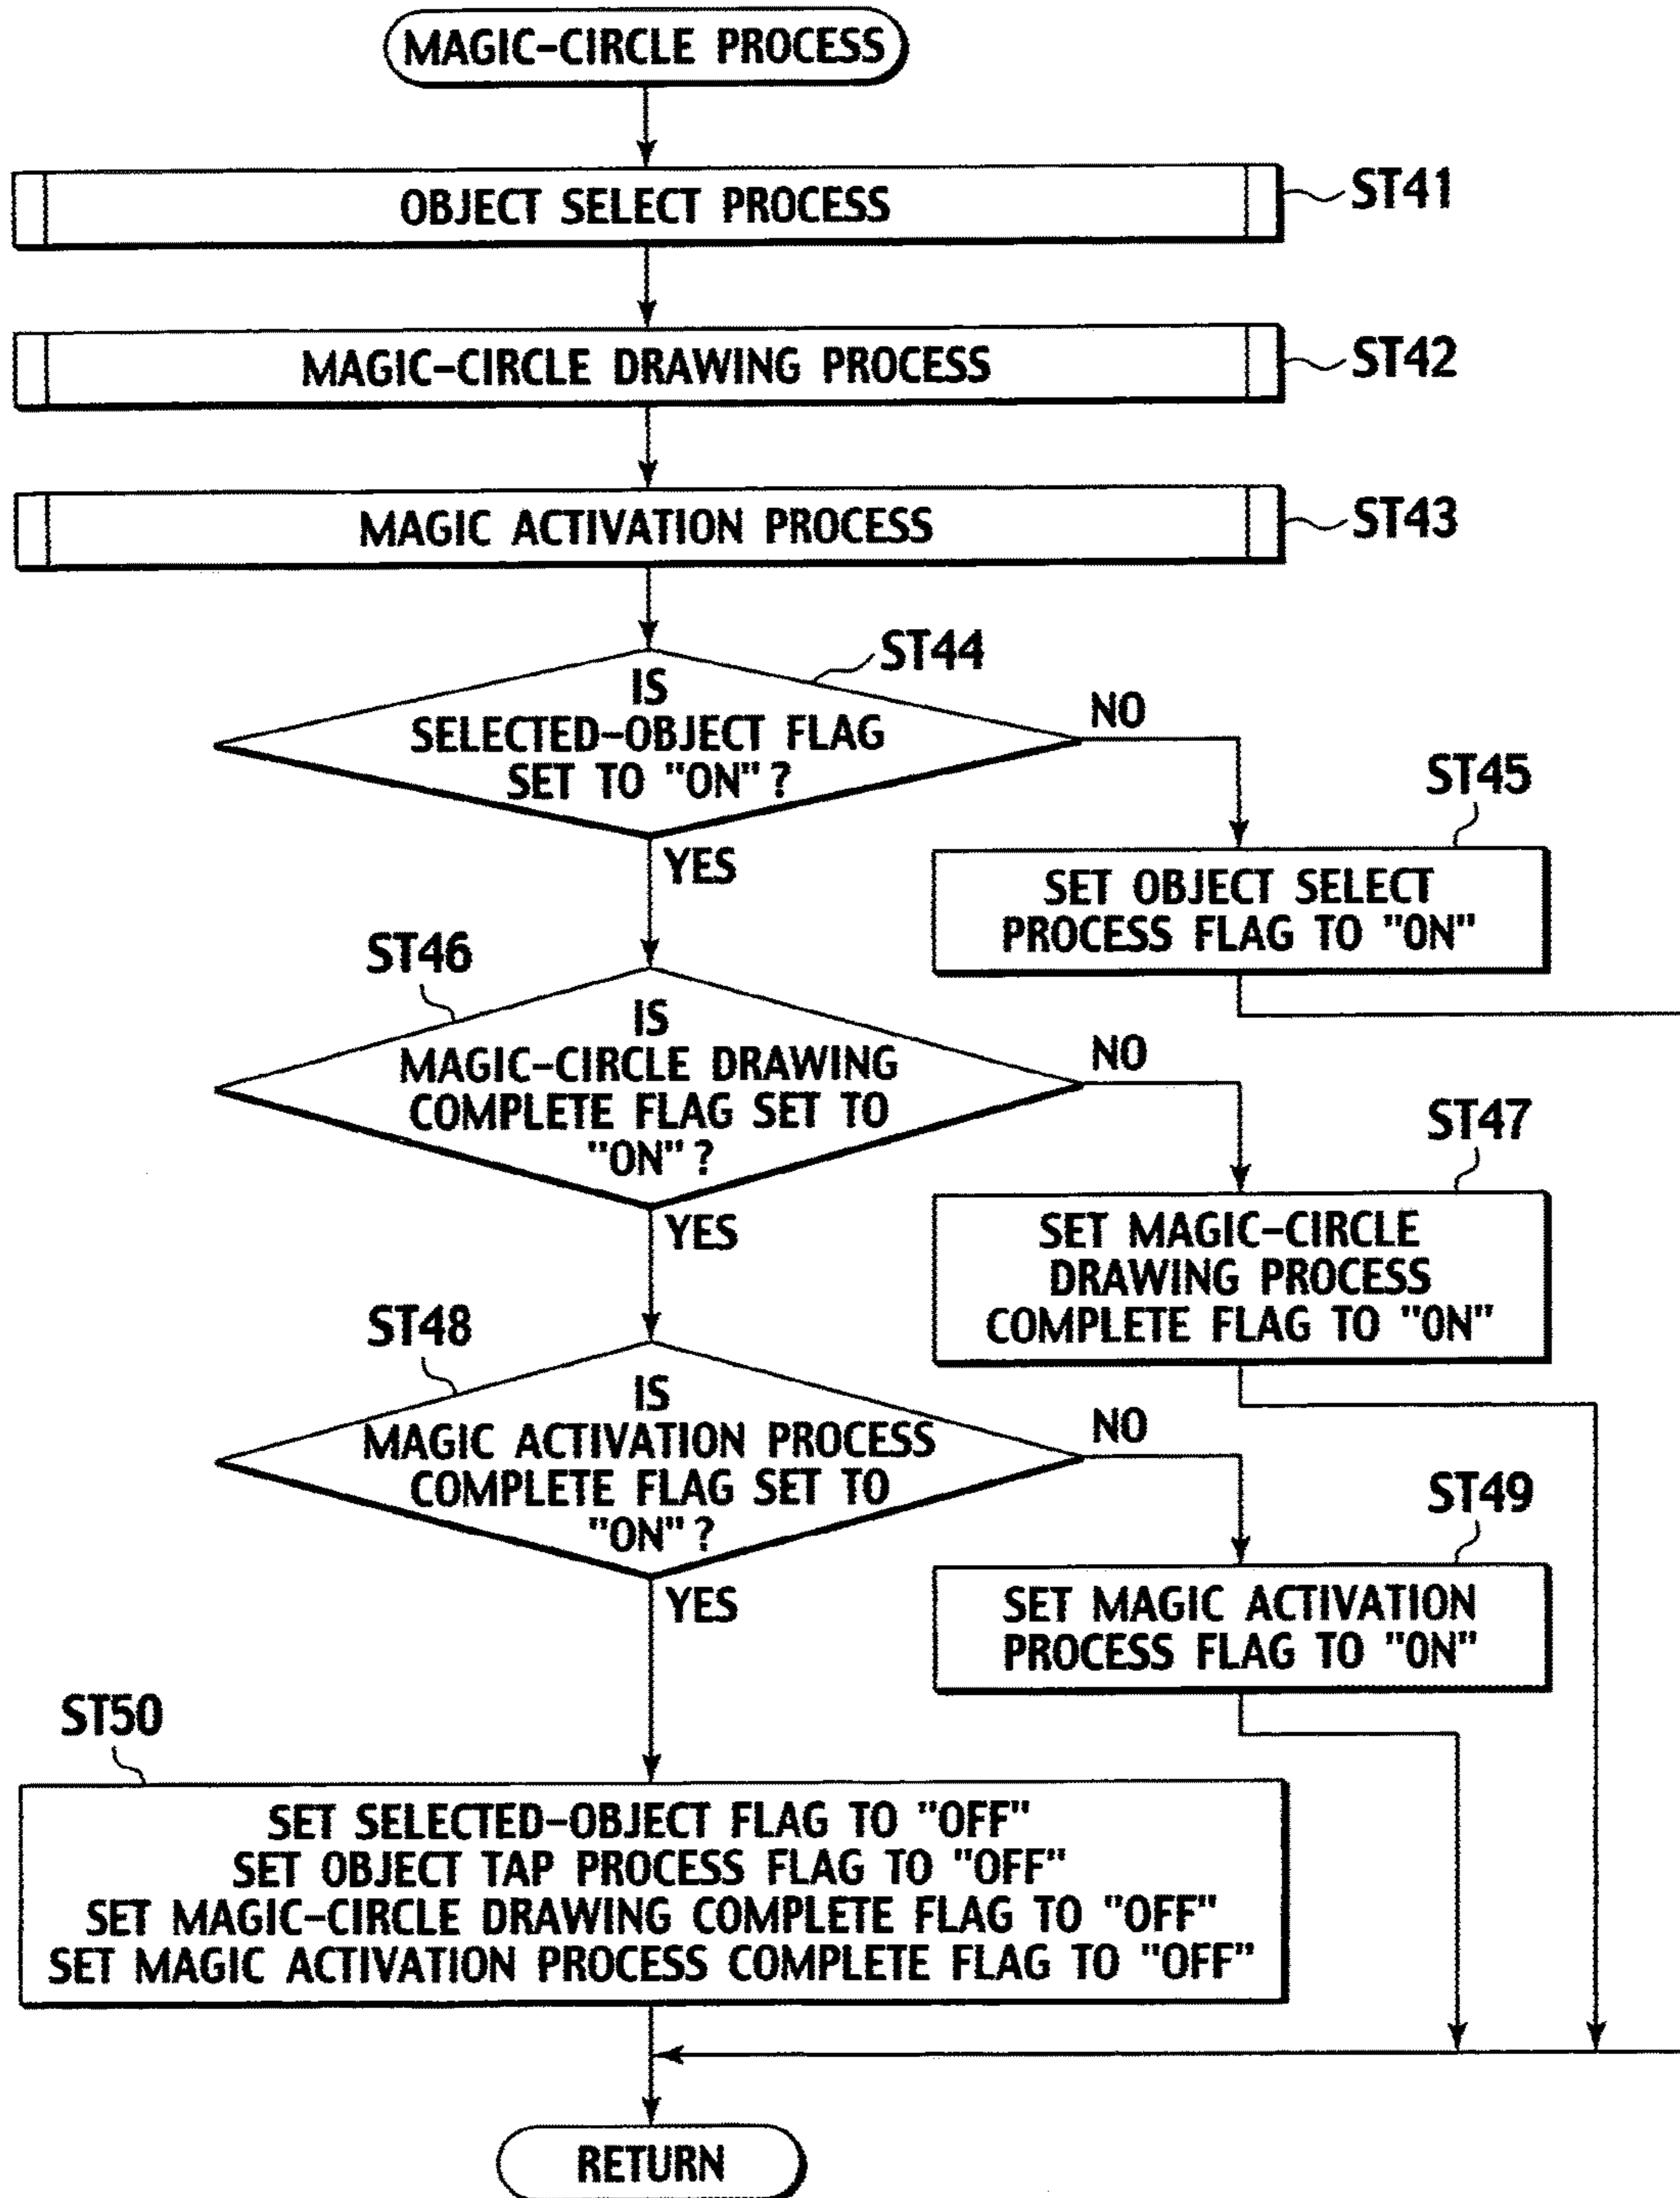 MAGIC-CIRCLE PROCESS
OBJECT SELECT PROCESS
ST41
MAGIC-CIRCLE DRAWING PROCESS
ST42
MAGIC ACTIVATION PROCESS
ST43
ST44
IS
SELECTED-OBJECT FLAG
SET TO "ON"?
NO
YES
ST45
SET OBJECT SELECT
PROCESS FLAG TO "ON"
ST46
IS
MAGIC-CIRCLE DRAWING
COMPLETE FLAG SET TO
"ON"?
NO
YES
ST47
SET MAGIC-CIRCLE
DRAWING PROCESS
COMPLETE FLAG TO "ON"
ST48
IS
MAGIC ACTIVATION PROCESS
COMPLETE FLAG SET TO
"ON"?
NO
YES
ST49
SET MAGIC ACTIVATION
PROCESS FLAG TO "ON"
ST50
SET SELECTED-OBJECT FLAG TO "OFF"
SET OBJECT TAP PROCESS FLAG TO "OFF"
SET MAGIC-CIRCLE DRAWING COMPLETE FLAG TO "OFF"
SET MAGIC ACTIVATION PROCESS COMPLETE FLAG TO "OFF"
RETURN